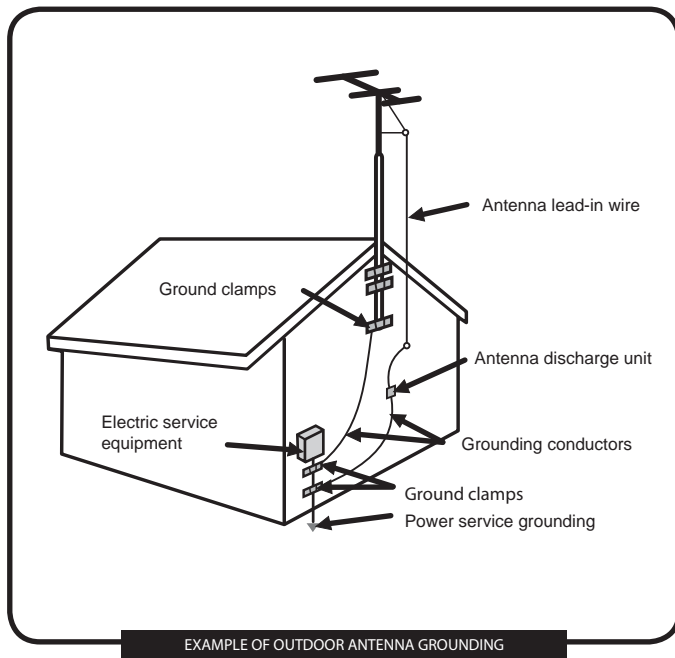 Antenna lead-in wire
Ground clamps
Antenna discharge unit
Electric service
equipment
Grounding conductors
Ground clamps
Power service grounding
EXAMPLE OF OUTDOOR ANTENNA GROUNDING